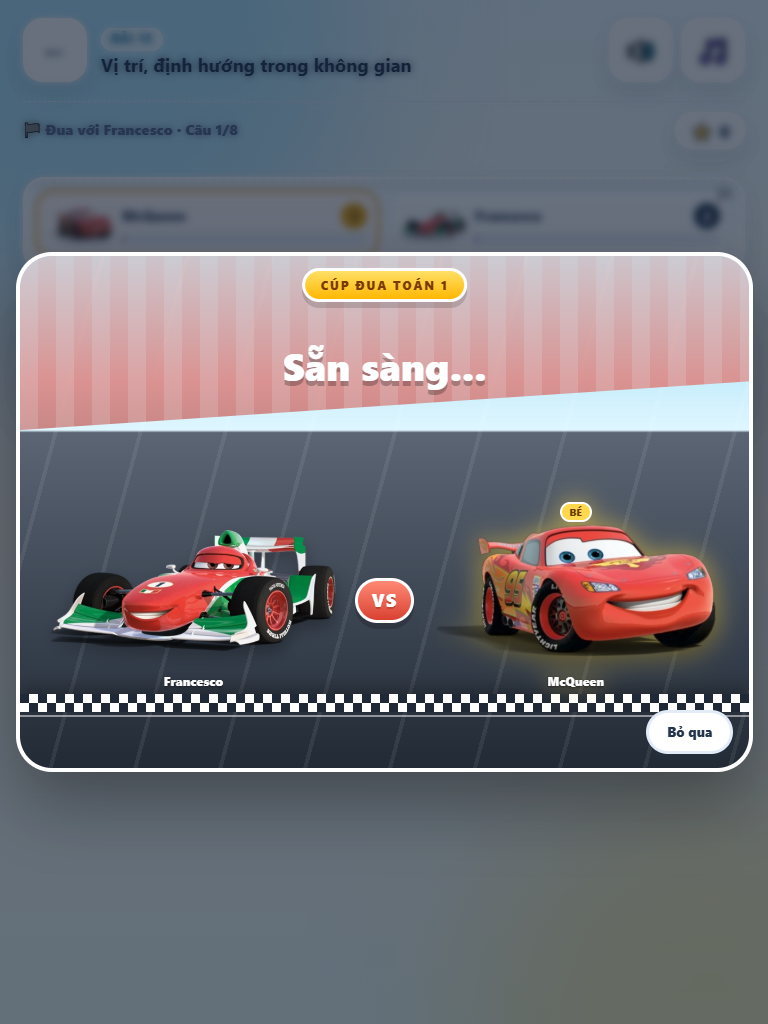 Vị trí, định hướng trong không gian
Đua với Francesco · Câu 1/8
McQueen
Francesco
CÚP ĐUA TOÁN 1
Sẵn sàng...
BÉ
95
VS
Francesco
McQueen
Bỏ qua